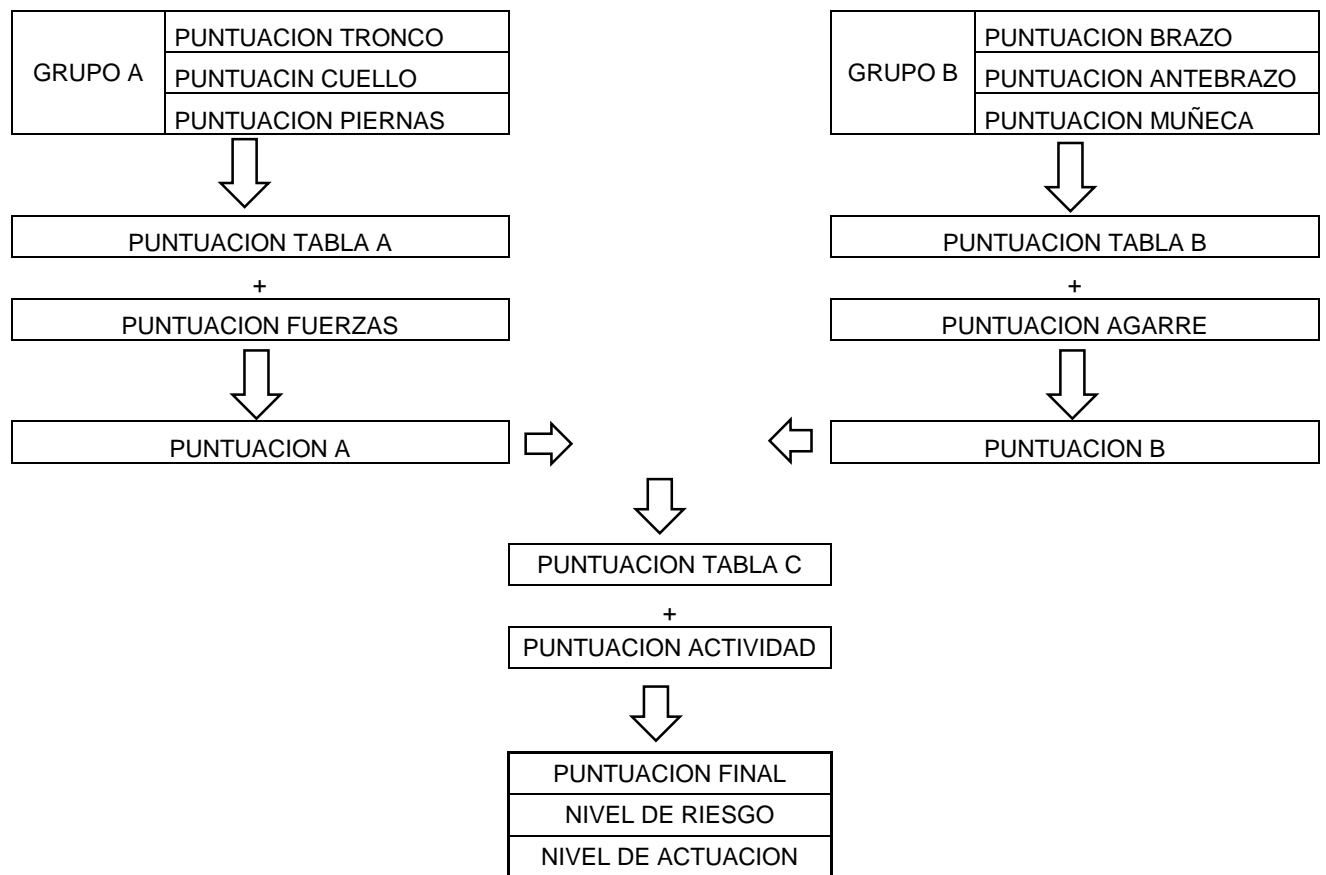 GRUPO A
PUNTUACION TRONCO
PUNTUACIN CUELLO
PUNTUACION PIERNAS
GRUPO B
PUNTUACION BRAZO
PUNTUACION ANTEBRAZO
PUNTUACION MUÑECA
PUNTUACION TABLA A
+
PUNTUACION FUERZAS
PUNTUACION TABLA B
+
PUNTUACION AGARRE
PUNTUACION A
PUNTUACION B
PUNTUACION TABLA C
+
PUNTUACION ACTIVIDAD
PUNTUACION FINAL
NIVEL DE RIESGO
NIVEL DE ACTUACION